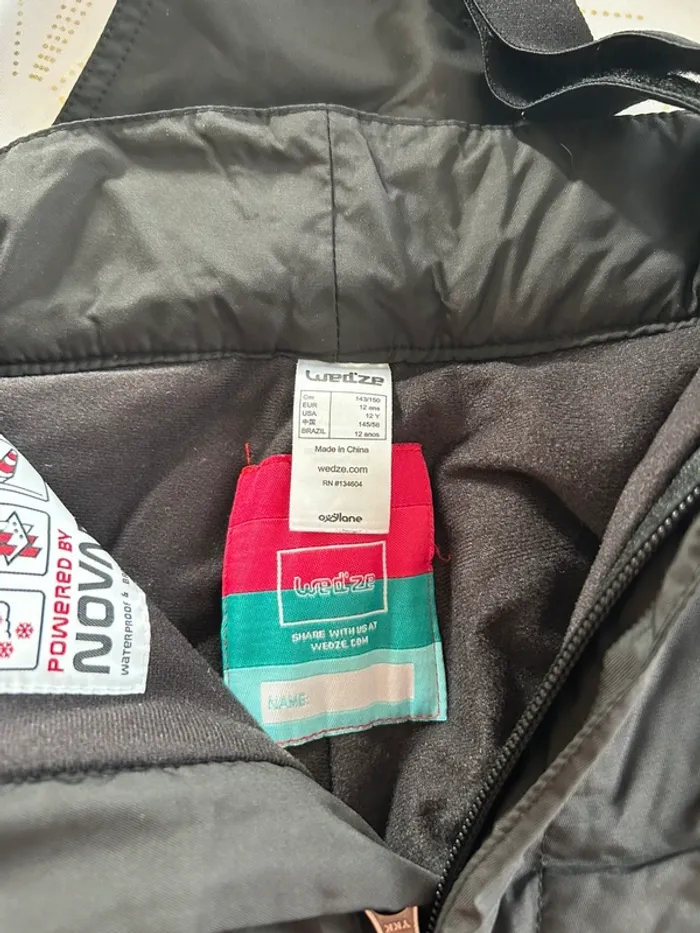 wed'ze
Cm 143/150
EUR 12 ans
USA 12 Y
中国 145/56
BRAZIL 12 anos
Made in China
wedze.com
RN #134604
oxylane
wed'ze
SHARE WITH US AT
WEDZE.COM
NAME:
POWERED BY
NOVA
WATERPROOF &
YKK